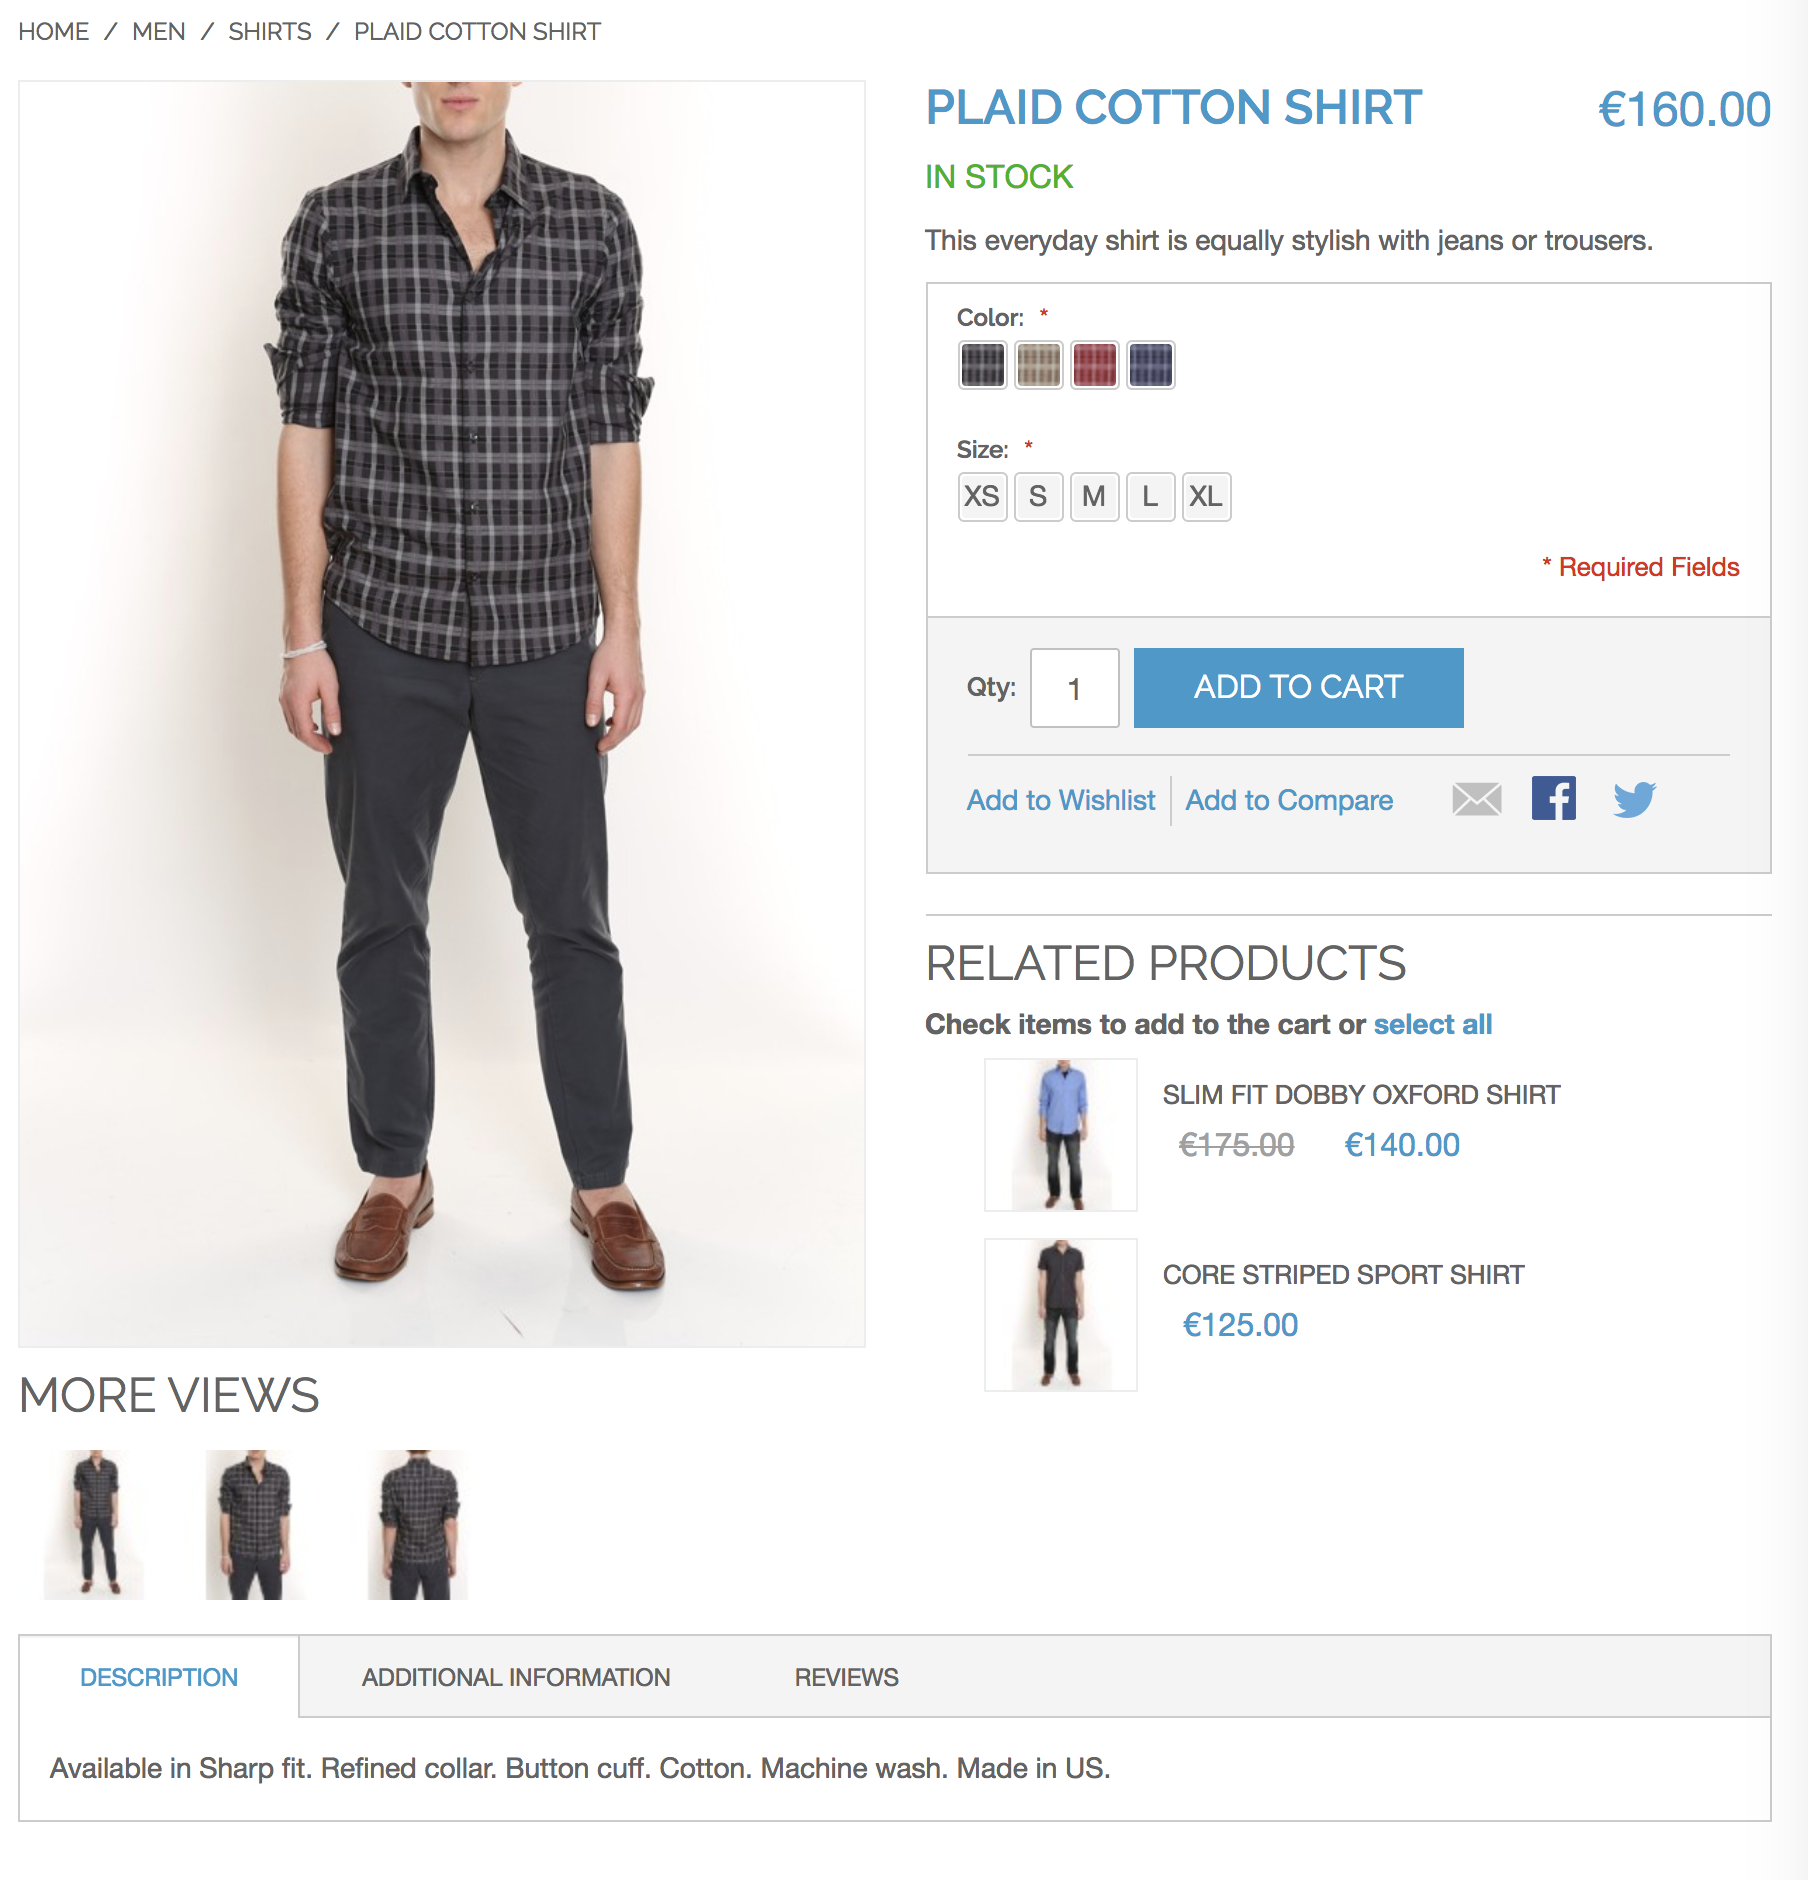 HOME / MEN / SHIRTS / PLAID COTTON SHIRT
PLAID COTTON SHIRT €160.00
IN STOCK
This everyday shirt is equally stylish with jeans or trousers.
Color: *
Size: *
XS S M L XL
* Required Fields
Qty: 1 ADD TO CART
Add to Wishlist Add to Compare
RELATED PRODUCTS
Check items to add to the cart or select all
SLIM FIT DOBBY OXFORD SHIRT
€175.00 €140.00
CORE STRIPED SPORT SHIRT
€125.00
MORE VIEWS
DESCRIPTION ADDITIONAL INFORMATION REVIEWS
Available in Sharp fit. Refined collar. Button cuff. Cotton. Machine wash. Made in US.